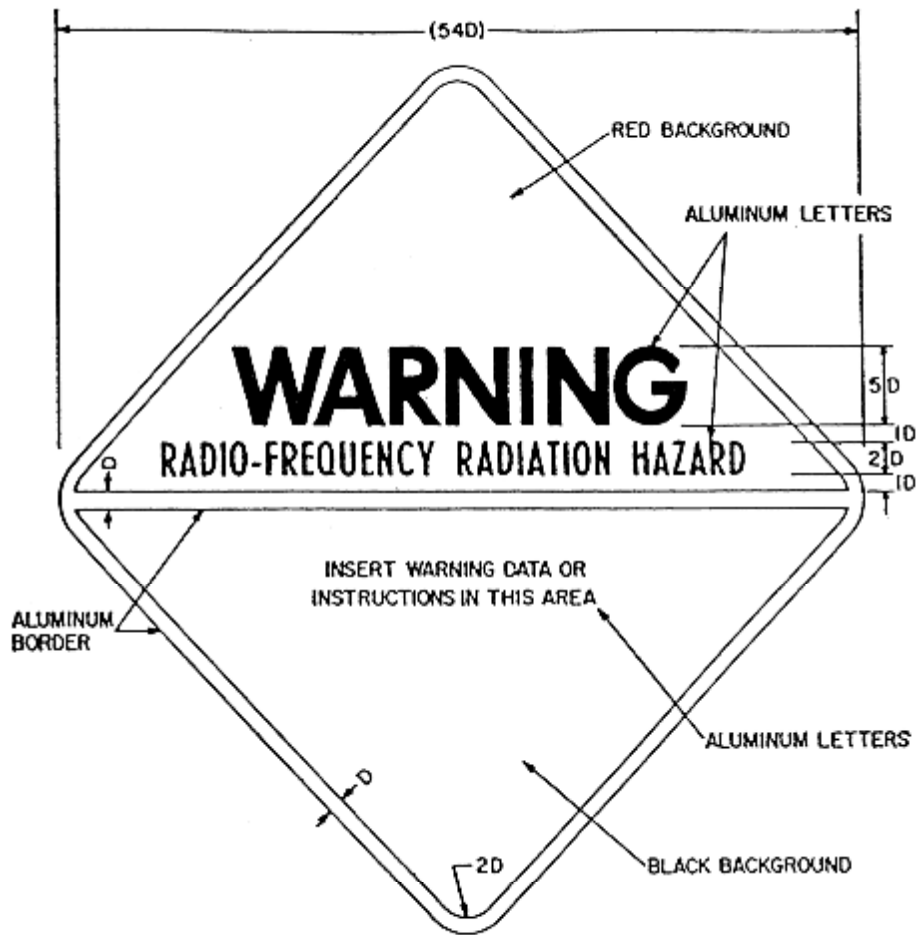 (54D)
RED BACKGROUND
ALUMINUM LETTERS
WARNING
5D
1D
RADIO-FREQUENCY RADIATION HAZARD
2D
D
1D
INSERT WARNING DATA OR
INSTRUCTIONS IN THIS AREA
ALUMINUM
BORDER
ALUMINUM LETTERS
D
2D
BLACK BACKGROUND